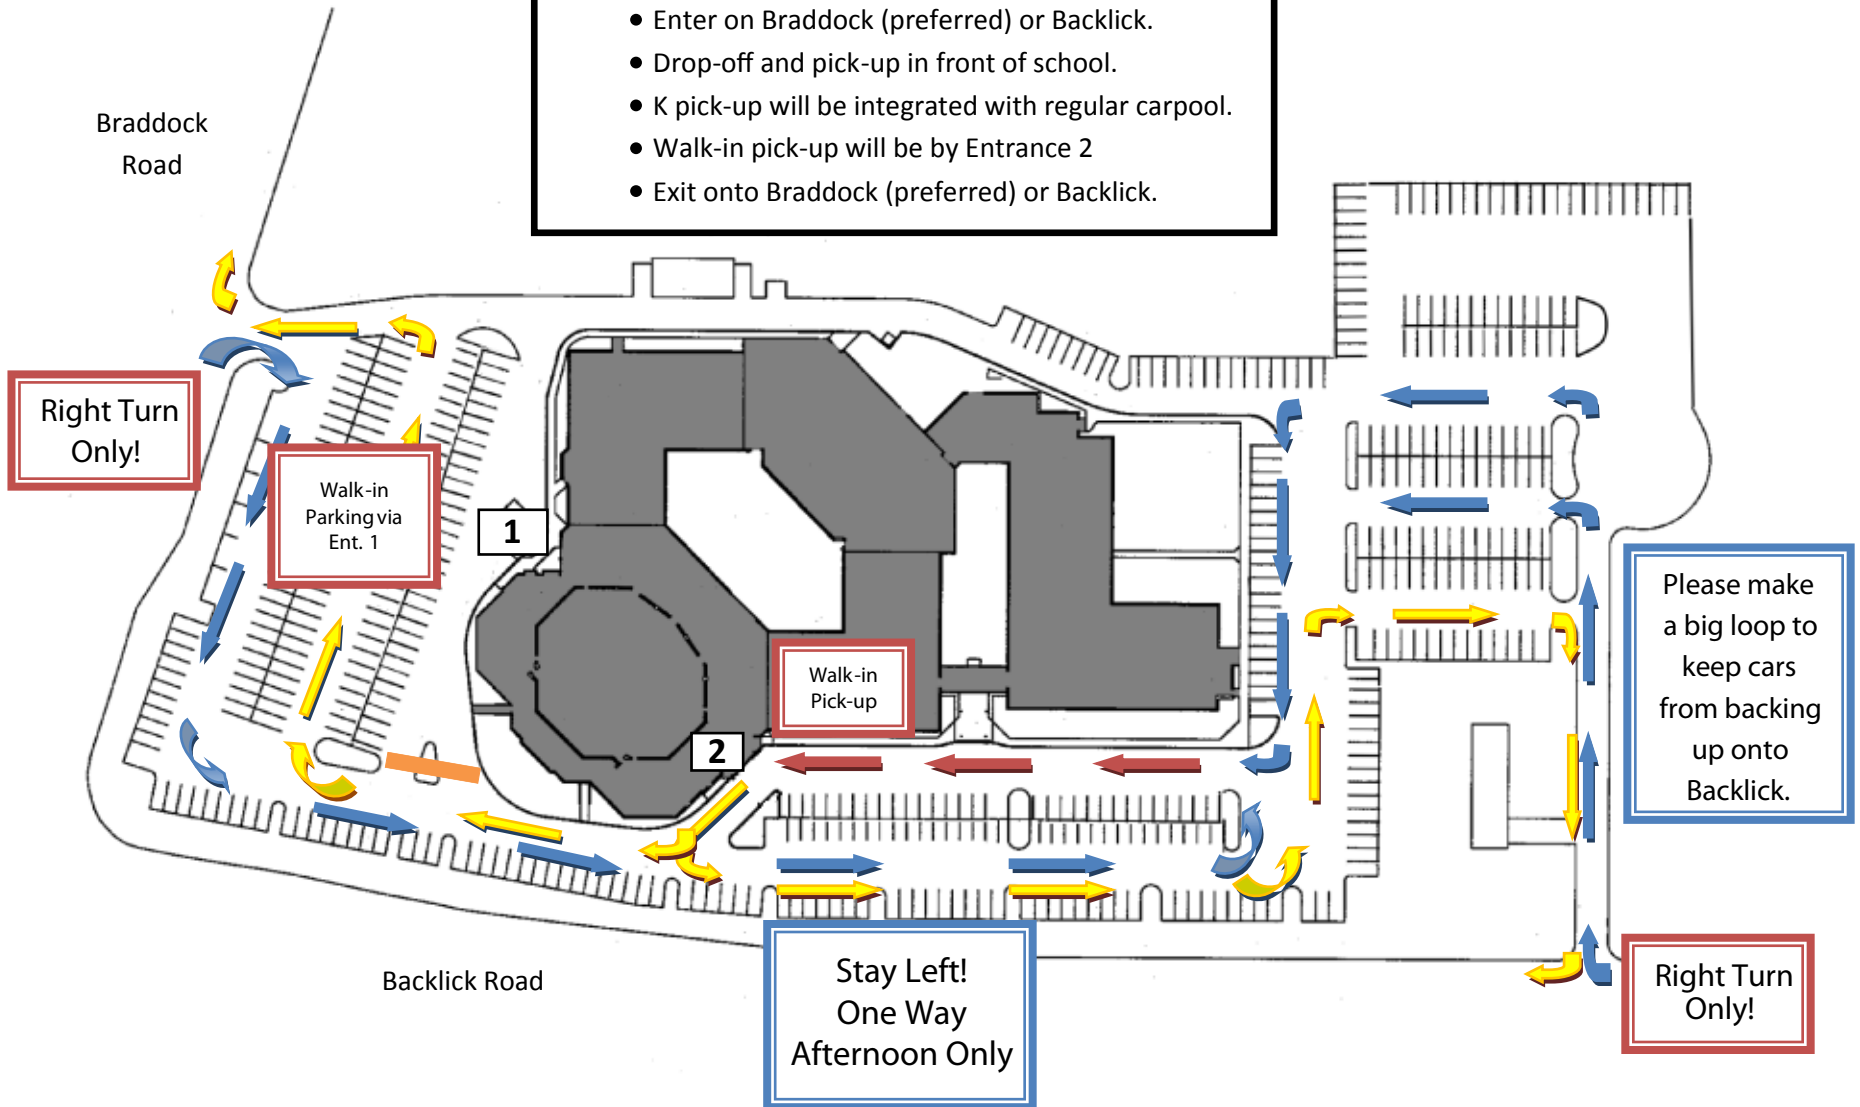 • Enter on Braddock (preferred) or Backlick.
• Drop-off and pick-up in front of school.
• K pick-up will be integrated with regular carpool.
• Walk-in pick-up will be by Entrance 2
• Exit onto Braddock (preferred) or Backlick.
Braddock
Road
Right Turn
Only!
Walk-in
Parking via
Ent. 1
1
Walk-in
Pick-up
2
Please make
a big loop to
keep cars
from backing
up onto
Backlick.
Backlick Road
Stay Left!
One Way
Afternoon Only
Right Turn
Only!